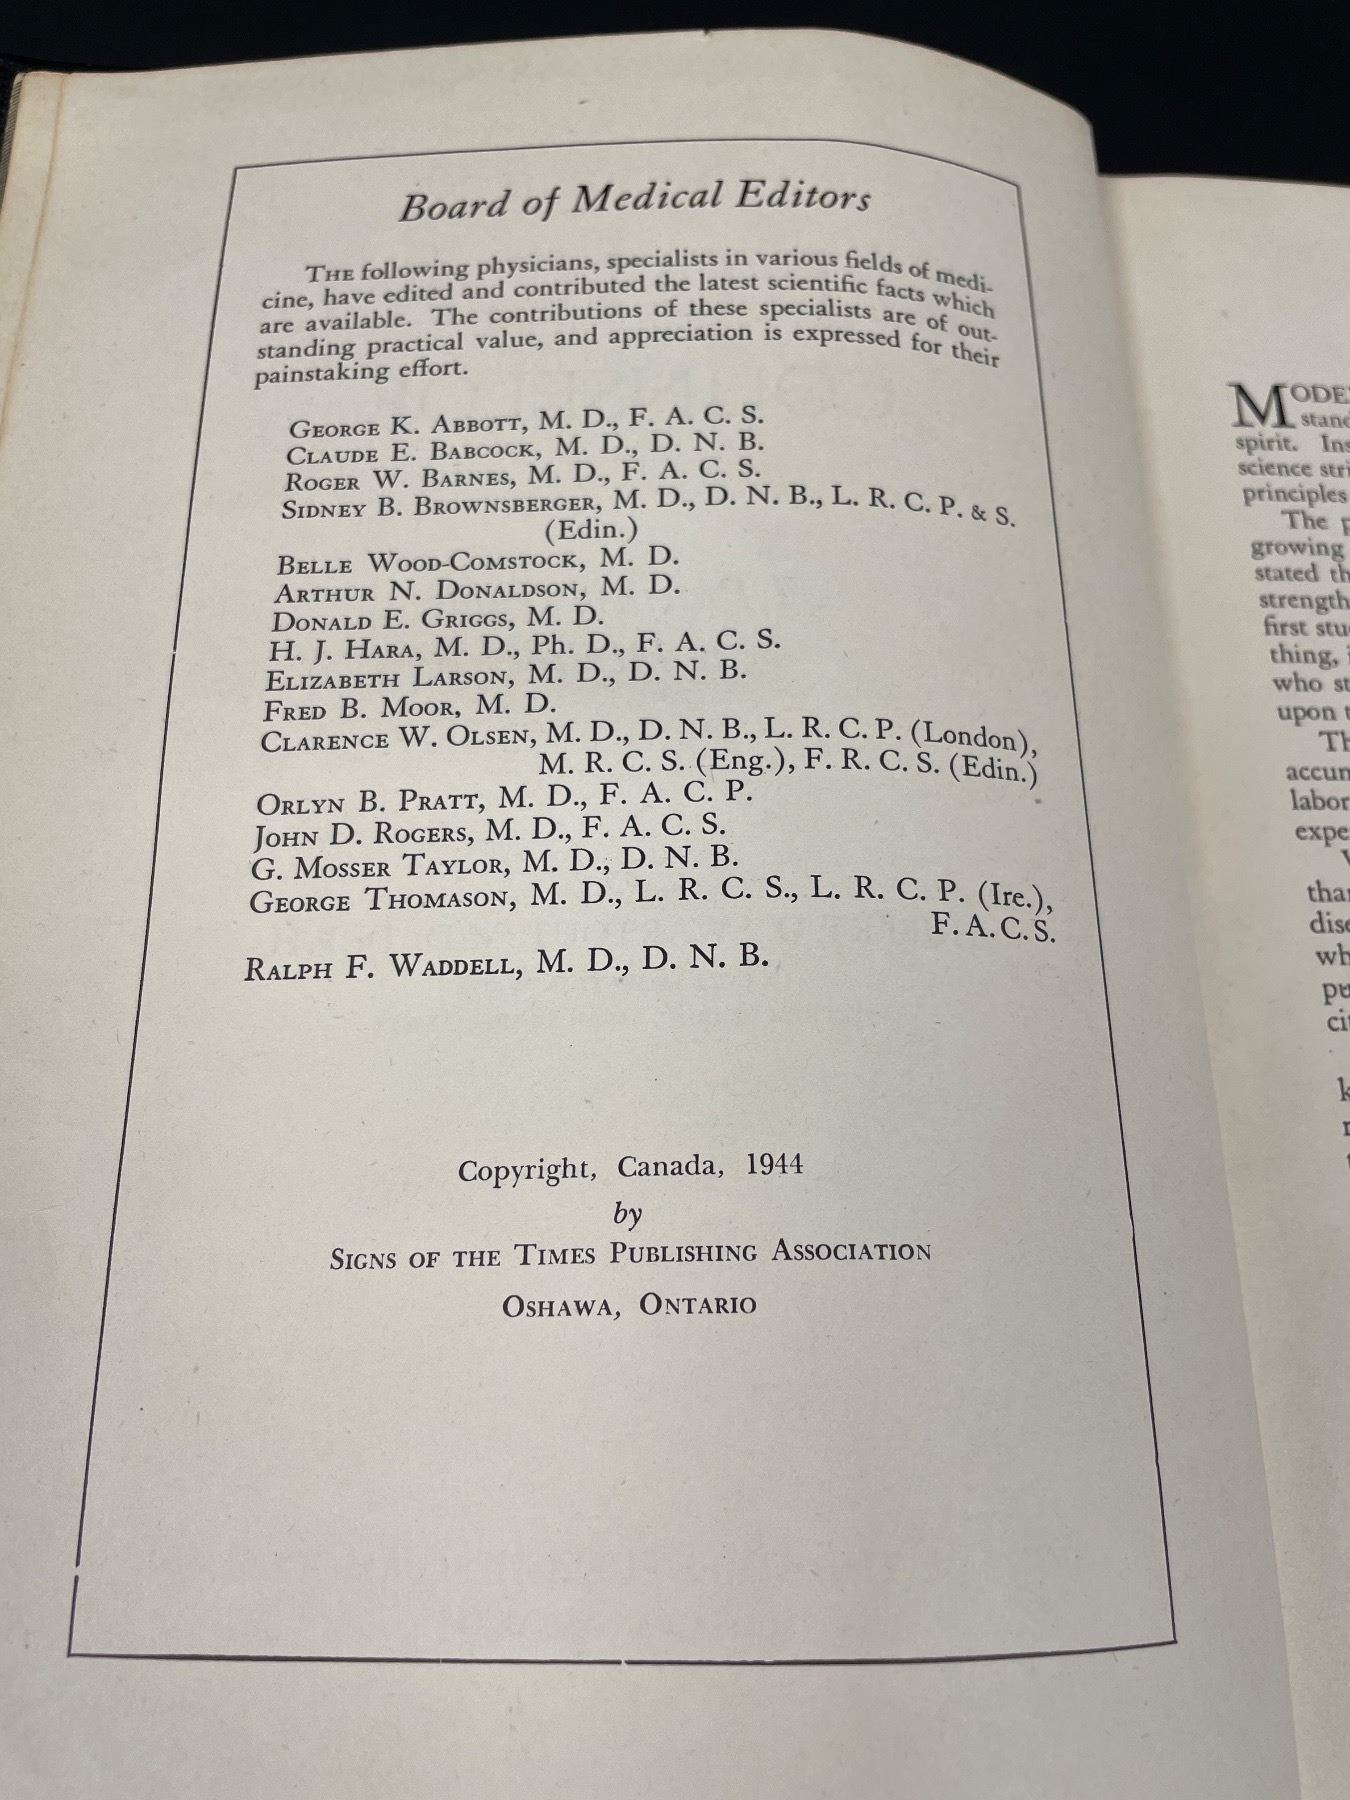 Board of Medical Editors
THE following physicians, specialists in various fields of medi-
cine, have edited and contributed the latest scientific facts which
are available. The contributions of these specialists are of out-
standing practical value, and appreciation is expressed for their
painstaking effort.
GEORGE K. ABBOTT, M. D., F. A. C. S.
CLAUDE E. BABCOCK, M. D., D. N. B.
ROGER W. BARNES, M. D., F. A. C. S.
SIDNEY B. BROWNSBERGER, M. D., D. N. B., L. R. C. P. & S.
(Edin.)
BELLE WOOD-COMSTOCK, M. D.
ARTHUR N. DONALDSON, M. D.
DONALD E. GRIGGS, M. D.
H. J. HARA, M. D., Ph. D., F. A. C. S.
ELIZABETH LARSON, M. D., D. N. B.
FRED B. MOOR, M. D.
CLARENCE W. OLSEN, M. D., D. N. B., L. R. C. P. (London),
M. R. C. S. (Eng.), F. R. C. S. (Edin.)
ORLYN B. PRATT, M. D., F. A. C. P.
JOHN D. ROGERS, M. D., F. A. C. S.
G. MOSSER TAYLOR, M. D., D. N. B.
GEORGE THOMASON, M. D., L. R. C. S., L. R. C. P. (Ire.),
F. A. C. S.
RALPH F. WADDELL, M. D., D. N. B.
Copyright, Canada, 1944
by
SIGNS OF THE TIMES PUBLISHING ASSOCIATION
OSHAWA, ONTARIO
spirit.
science
principles
The
growing
stated
strength
first
thing,
who
upon